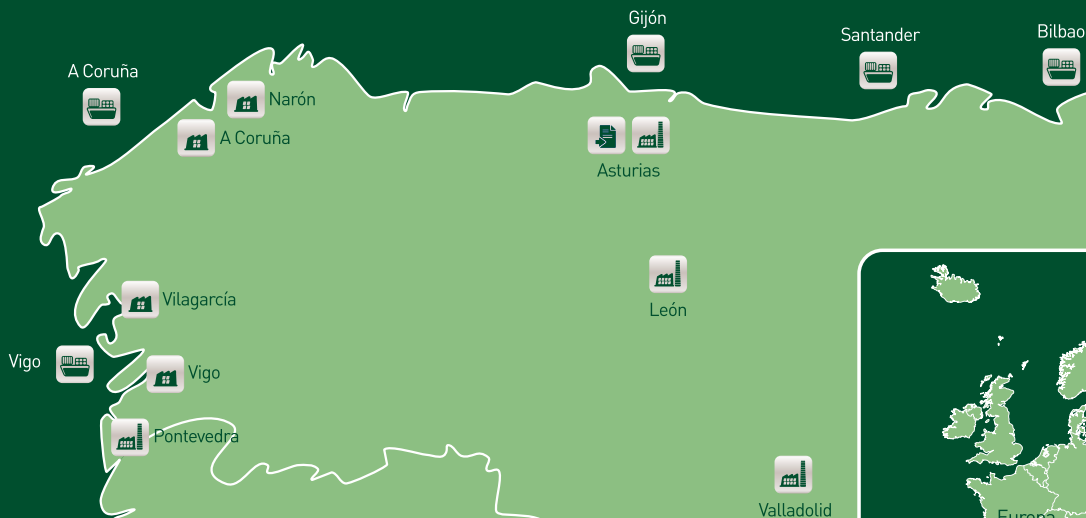 Gijón
Santander
Bilbao
A Coruña
Narón
A Coruña
Asturias
Vilagarcía
León
Vigo
Vigo
Pontevedra
Valladolid
Europa